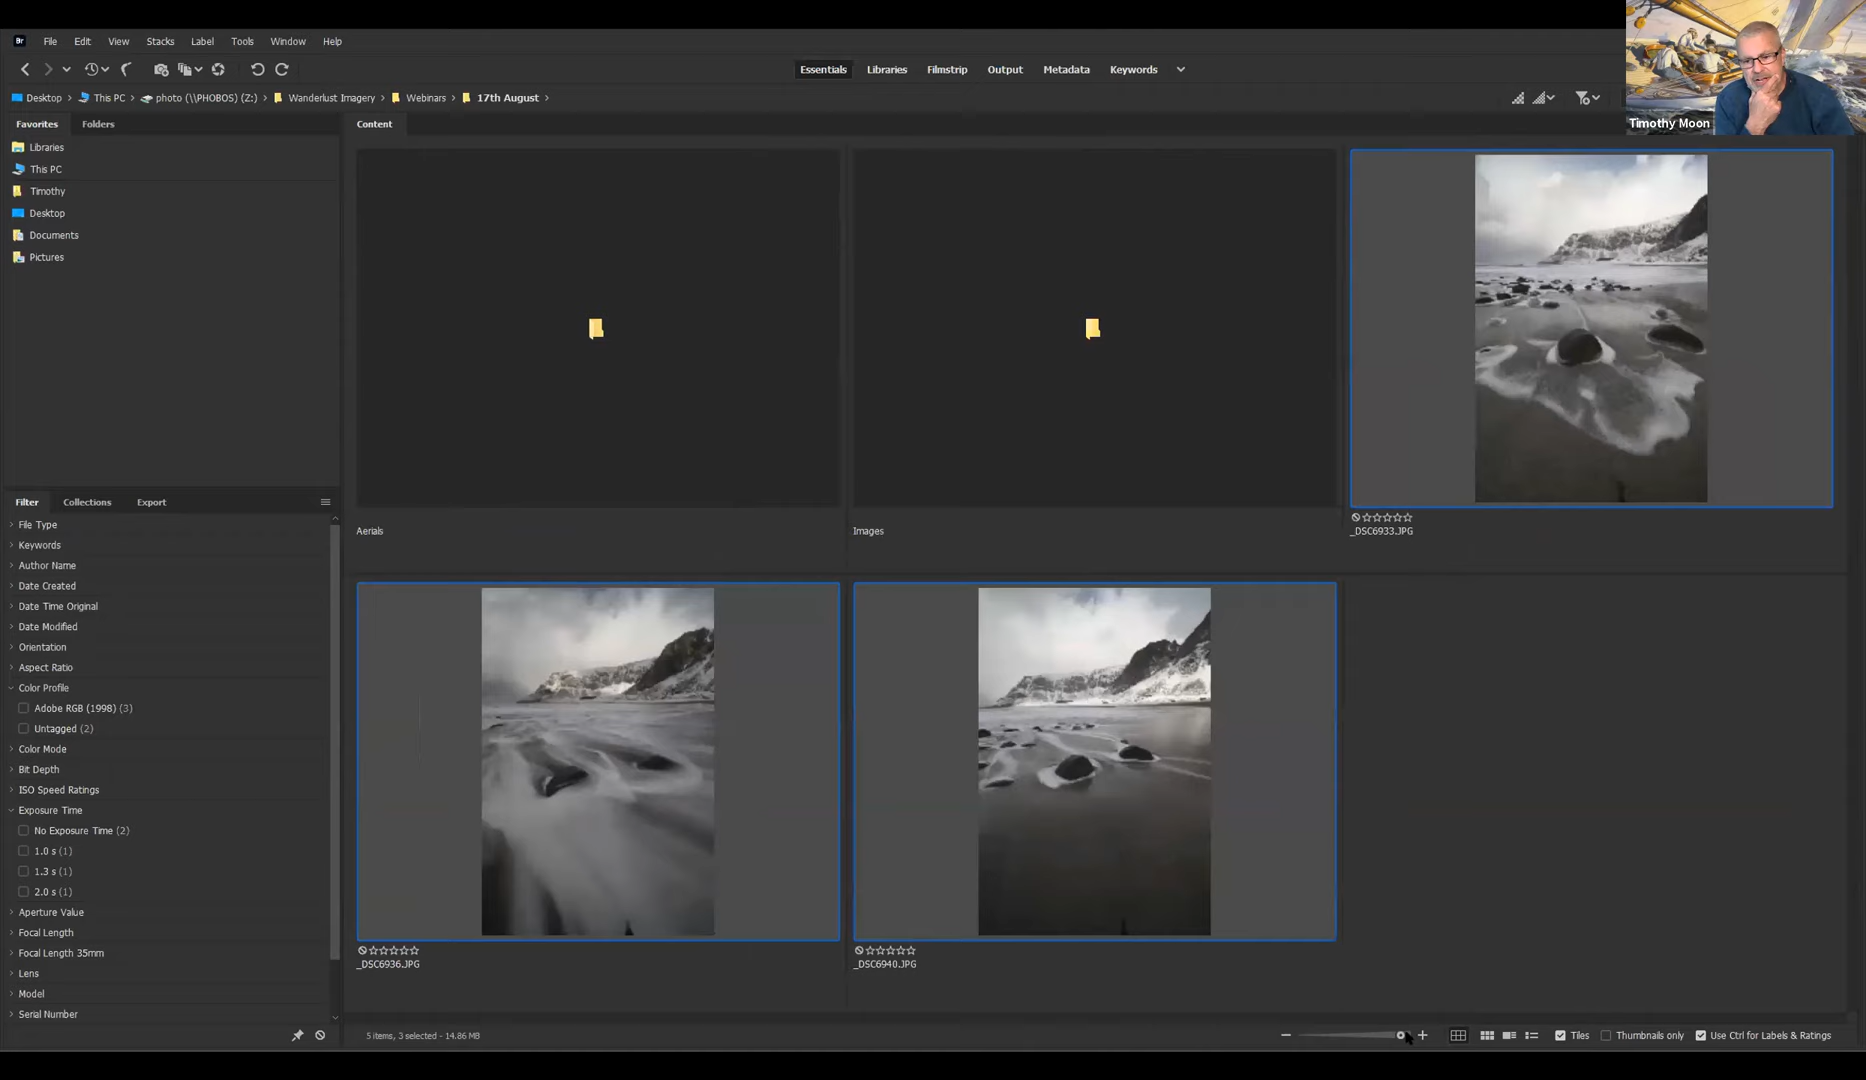 Br File Edit View Stacks Label Tools Window Help
Essentials Libraries Filmstrip Output Metadata Keywords
Timothy Moon
Desktop This PC photo (\\PHOBOS) (Z:) Wanderlust Imagery Webinars 17th August
Favorites Folders
Content
Libraries
This PC
Timothy
Desktop
Documents
Pictures
Aerials
Images
_DSC6933.JPG
Filter Collections Export
File Type
Keywords
Author Name
Date Created
Date Time Original
Date Modified
Orientation
Aspect Ratio
Color Profile
Adobe RGB (1998) (3)
Untagged (2)
Color Mode
Bit Depth
ISO Speed Ratings
Exposure Time
No Exposure Time (2)
1.0 s (1)
1.3 s (1)
2.0 s (1)
Aperture Value
Focal Length
Focal Length 35mm
Lens
Model
Serial Number
_DSC6936.JPG
_DSC6940.JPG
5 items, 3 selected - 14.86 MB
Tiles Thumbnails only Use Ctrl for Labels & Ratings